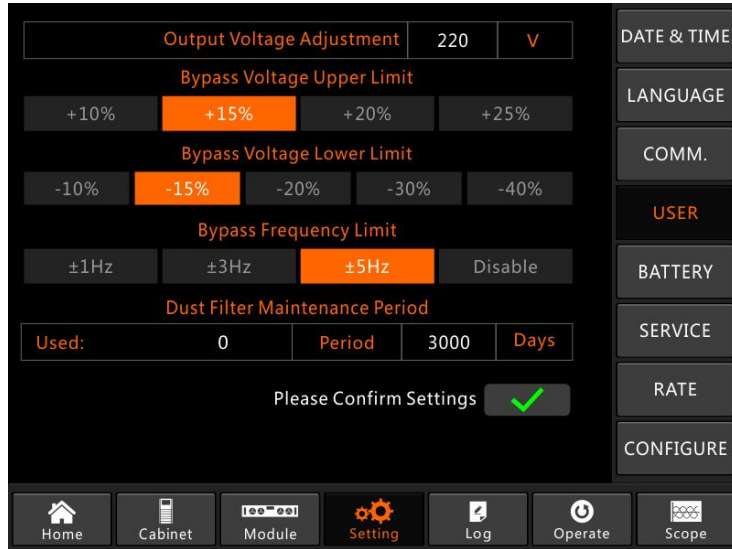 Output Voltage Adjustment 220 V
Bypass Voltage Upper Limit
+10% +15% +20% +25%
Bypass Voltage Lower Limit
-10% -15% -20% -30% -40%
Bypass Frequency Limit
±1Hz ±3Hz ±5Hz Disable
Dust Filter Maintenance Period
Used: 0 Period 3000 Days
Please Confirm Settings
DATE & TIME
LANGUAGE
COMM.
USER
BATTERY
SERVICE
RATE
CONFIGURE
Home Cabinet Module Setting Log Operate Scope